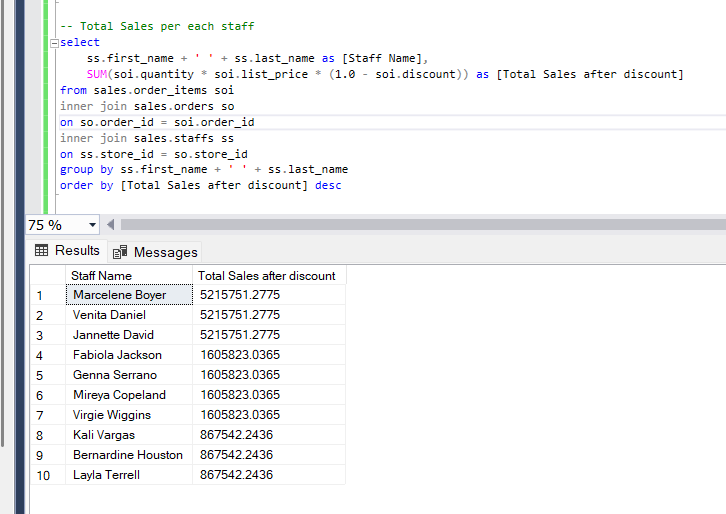 -- Total Sales per each staff
select
ss.first_name + ' ' + ss.last_name as [Staff Name],
SUM(soi.quantity * soi.list_price * (1.0 - soi.discount)) as [Total Sales after discount]
from sales.order_items soi
inner join sales.orders so
on so.order_id = soi.order_id
inner join sales.staffs ss
on ss.store_id = so.store_id
group by ss.first_name + ' ' + ss.last_name
order by [Total Sales after discount] desc
75 %
Results Messages
Staff Name Total Sales after discount
1 Marcelene Boyer 5215751.2775
2 Venita Daniel 5215751.2775
3 Jannette David 5215751.2775
4 Fabiola Jackson 1605823.0365
5 Genna Serrano 1605823.0365
6 Mireya Copeland 1605823.0365
7 Virgie Wiggins 1605823.0365
8 Kali Vargas 867542.2436
9 Bernardine Houston 867542.2436
10 Layla Terrell 867542.2436